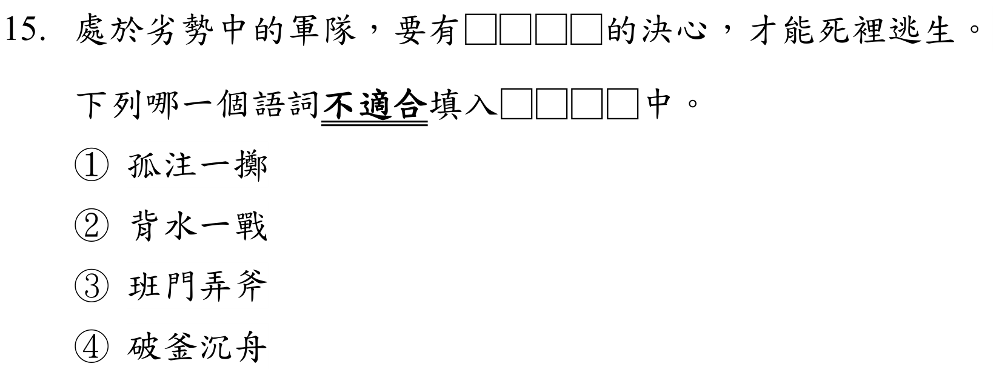 15. 處於劣勢中的軍隊，要有□□□□的決心，才能死裡逃生。
下列哪一個語詞不適合填入□□□□中。
① 孤注一擲
② 背水一戰
③ 班門弄斧
④ 破釜沉舟